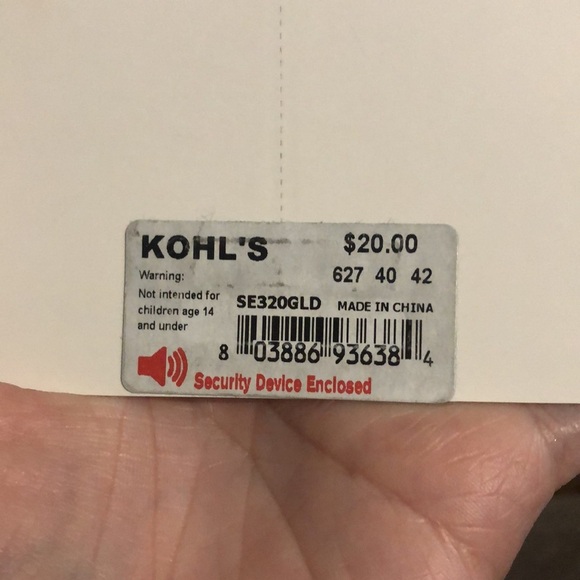 KOHL'S $20.00
627 40 42
Warning:
Not intended for
children age 14
and under
SE320GLD MADE IN CHINA
8 03886 93638 4
Security Device Enclosed